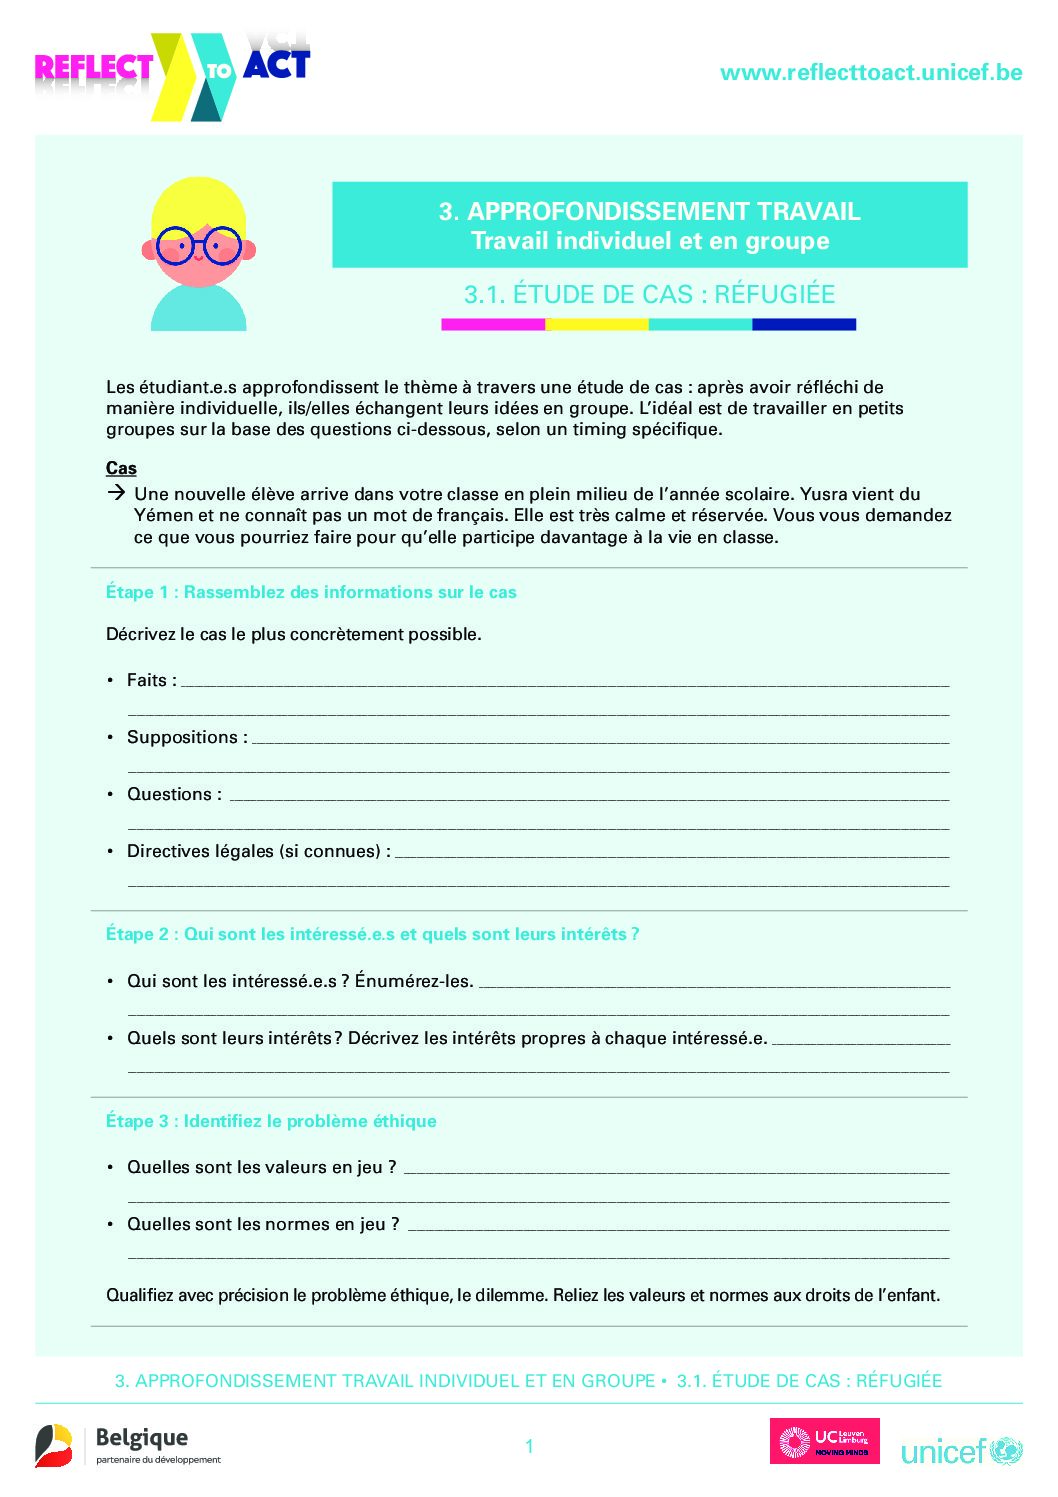 REFLECT TO ACT
www.reflecttoact.unicef.be
3. APPROFONDISSEMENT TRAVAIL
Travail individuel et en groupe
3.1. ÉTUDE DE CAS : RÉFUGIÉE
Les étudiant.e.s approfondissent le thème à travers une étude de cas : après avoir réfléchi de
manière individuelle, ils/elles échangent leurs idées en groupe. L’idéal est de travailler en petits
groupes sur la base des questions ci-dessous, selon un timing spécifique.
Cas
→ Une nouvelle élève arrive dans votre classe en plein milieu de l’année scolaire. Yusra vient du
Yémen et ne connaît pas un mot de français. Elle est très calme et réservée. Vous vous demandez
ce que vous pourriez faire pour qu’elle participe davantage à la vie en classe.
Étape 1 : Rassemblez des informations sur le cas
Décrivez le cas le plus concrètement possible.
• Faits :
• Suppositions :
• Questions :
• Directives légales (si connues) :
Étape 2 : Qui sont les intéressé.e.s et quels sont leurs intérêts ?
• Qui sont les intéressé.e.s ? Énumérez-les.
• Quels sont leurs intérêts ? Décrivez les intérêts propres à chaque intéressé.e.
Étape 3 : Identifiez le problème éthique
• Quelles sont les valeurs en jeu ?
• Quelles sont les normes en jeu ?
Qualifiez avec précision le problème éthique, le dilemme. Reliez les valeurs et normes aux droits de l’enfant.
3. APPROFONDISSEMENT TRAVAIL INDIVIDUEL ET EN GROUPE • 3.1. ÉTUDE DE CAS : RÉFUGIÉE
Belgique
partenaire du développement
1
UC Leuven
Limburg
MOVING MINDS
unicef